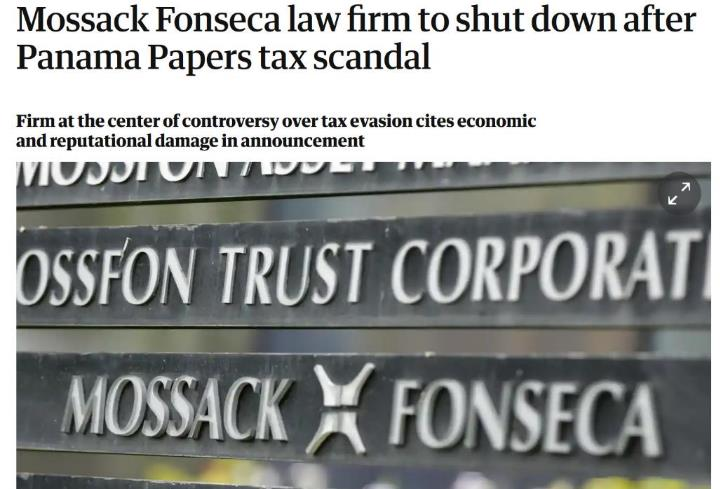 Mossack Fonseca law firm to shut down after
Panama Papers tax scandal
Firm at the center of controversy over tax evasion cites economic
and reputational damage in announcement
OSSFON TRUST CORPORATI
MOSSACK FONSECA